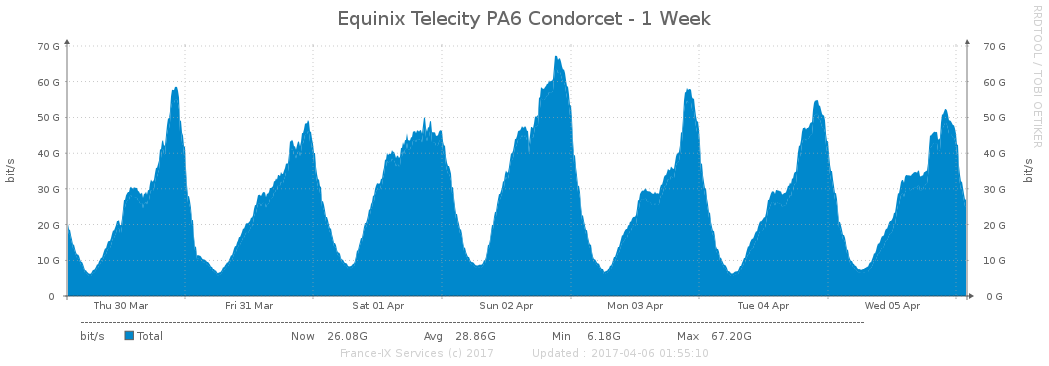 Equinix Telecity PA6 Condorcet - 1 Week
RRDTOOL / TOBI OETIKER
bit/s
70 G
60 G
50 G
40 G
30 G
20 G
10 G
0
70 G
60 G
50 G
40 G
30 G
20 G
10 G
0 G
bit/s
Thu 30 Mar Fri 31 Mar Sat 01 Apr Sun 02 Apr Mon 03 Apr Tue 04 Apr Wed 05 Apr
bit/s Total Now 26.08G Avg 28.86G Min 6.18G Max 67.20G
France-IX Services (c) 2017 Updated : 2017-04-06 01:55:10